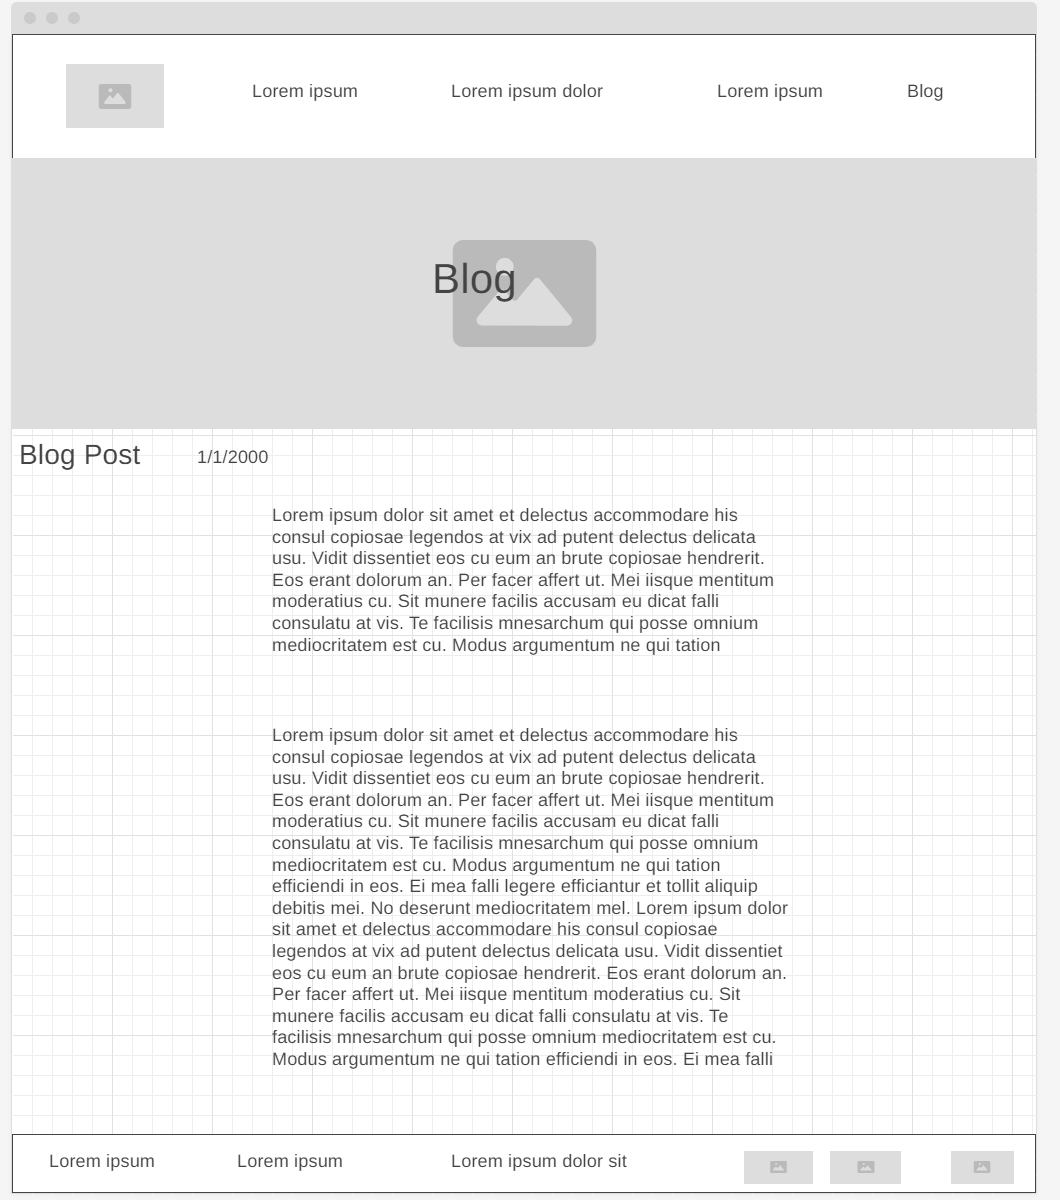 Lorem ipsum Lorem ipsum dolor Lorem ipsum Blog
Blog
Blog Post 1/1/2000
Lorem ipsum dolor sit amet et delectus accommodare his
consul copiosae legendos at vix ad putent delectus delicata
usu. Vidit dissentiet eos cu eum an brute copiosae hendrerit.
Eos erant dolorum an. Per facer affert ut. Mei iisque mentitum
moderatius cu. Sit munere facilis accusam eu dicat falli
consulatu at vis. Te facilisis mnesarchum qui posse omnium
mediocritatem est cu. Modus argumentum ne qui tation
Lorem ipsum dolor sit amet et delectus accommodare his
consul copiosae legendos at vix ad putent delectus delicata
usu. Vidit dissentiet eos cu eum an brute copiosae hendrerit.
Eos erant dolorum an. Per facer affert ut. Mei iisque mentitum
moderatius cu. Sit munere facilis accusam eu dicat falli
consulatu at vis. Te facilisis mnesarchum qui posse omnium
mediocritatem est cu. Modus argumentum ne qui tation
efficiendi in eos. Ei mea falli legere efficiantur et tollit aliquip
debitis mei. No deserunt mediocritatem mel. Lorem ipsum dolor
sit amet et delectus accommodare his consul copiosae
legendos at vix ad putent delectus delicata usu. Vidit dissentiet
eos cu eum an brute copiosae hendrerit. Eos erant dolorum an.
Per facer affert ut. Mei iisque mentitum moderatius cu. Sit
munere facilis accusam eu dicat falli consulatu at vis. Te
facilisis mnesarchum qui posse omnium mediocritatem est cu.
Modus argumentum ne qui tation efficiendi in eos. Ei mea falli
Lorem ipsum Lorem ipsum Lorem ipsum dolor sit